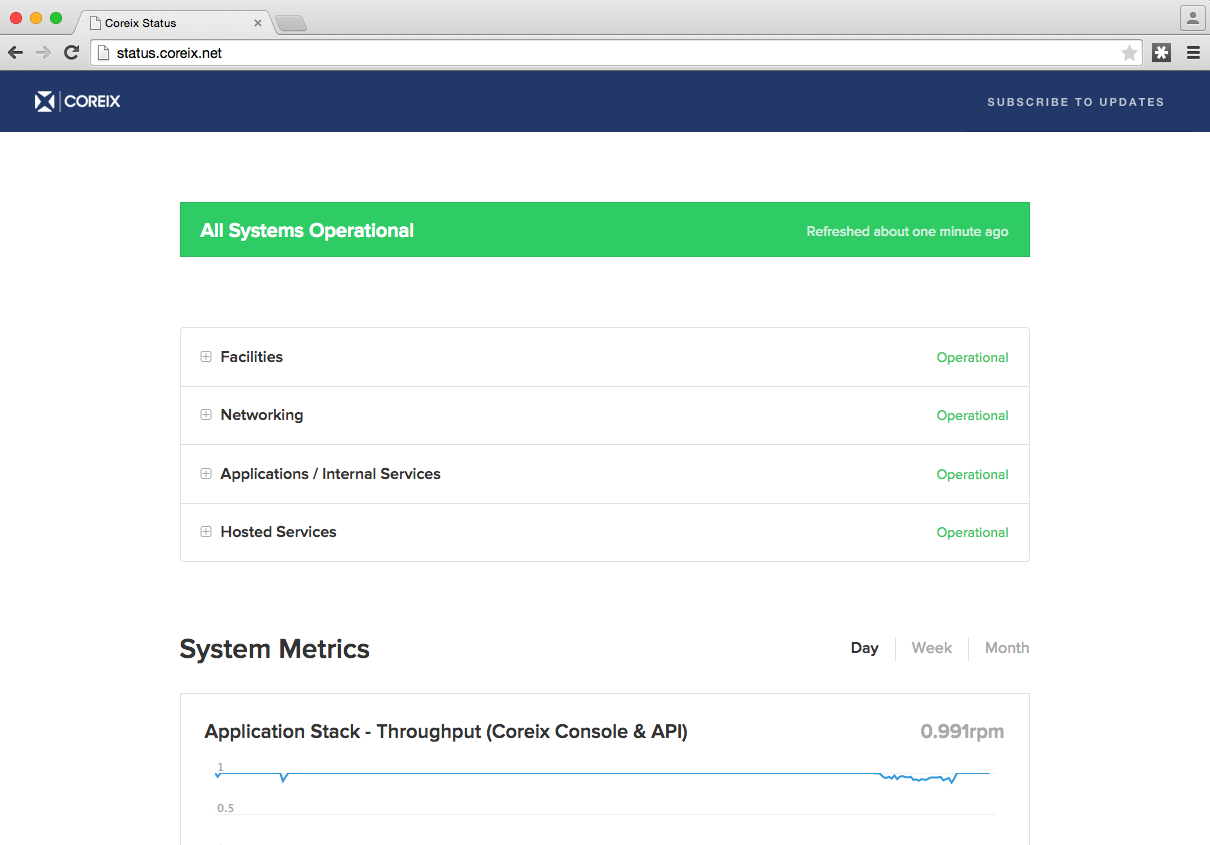 Coreix Status
status.coreix.net
COREIX
SUBSCRIBE TO UPDATES
All Systems Operational
Refreshed about one minute ago
Facilities
Operational
Networking
Operational
Applications / Internal Services
Operational
Hosted Services
Operational
System Metrics
Day
Week
Month
Application Stack - Throughput (Coreix Console & API)
0.991rpm
1
0.5